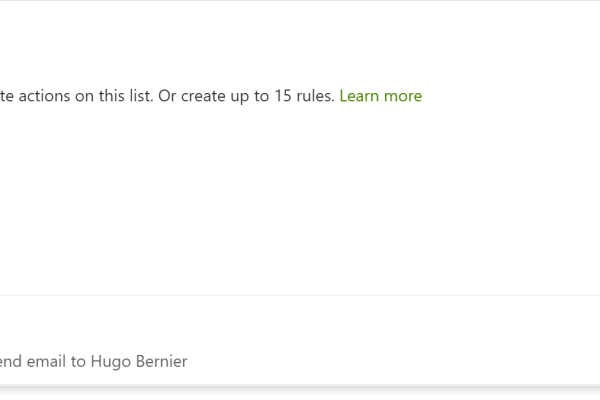 te actions on this list. Or create up to 15 rules. Learn more
end email to Hugo Bernier